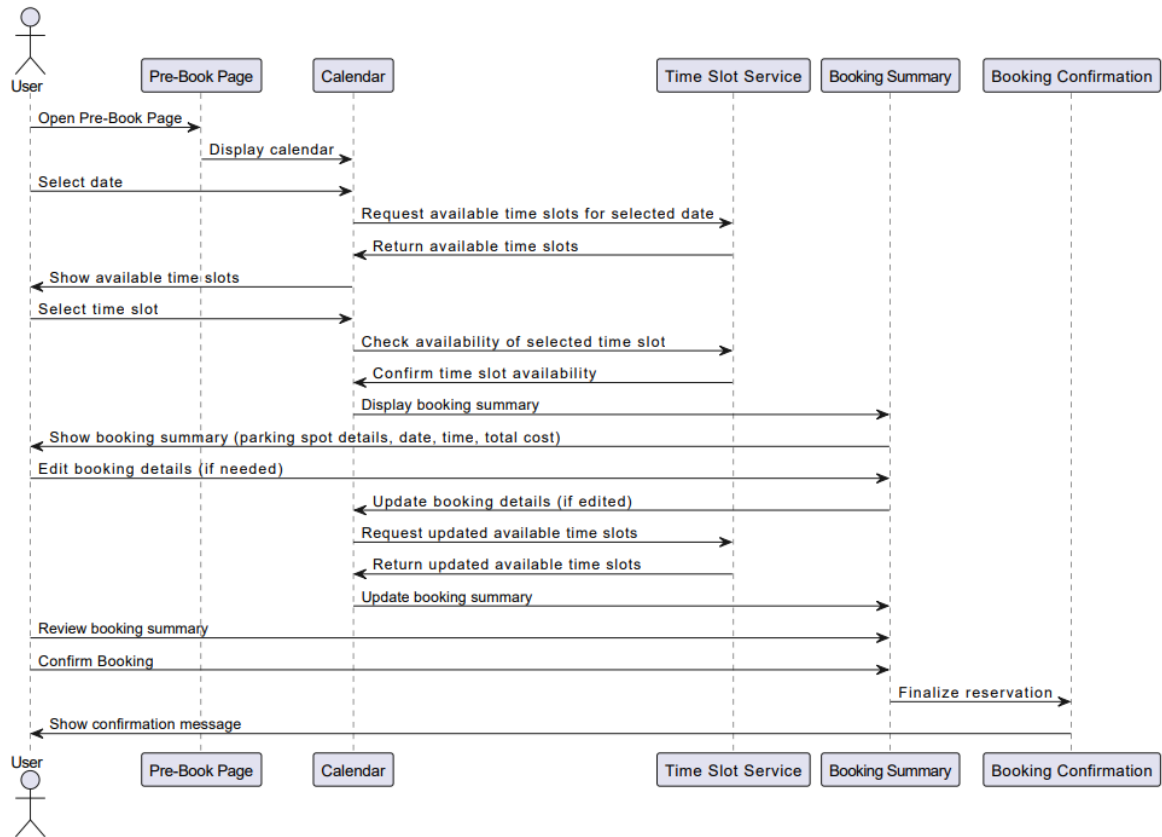 User
Pre-Book Page
Calendar
Time Slot Service
Booking Summary
Booking Confirmation
Open Pre-Book Page
Display calendar
Select date
Request available time slots for selected date
Return available time slots
Show available time slots
Select time slot
Check availability of selected time slot
Confirm time slot availability
Display booking summary
Show booking summary (parking spot details, date, time, total cost)
Edit booking details (if needed)
Update booking details (if edited)
Request updated available time slots
Return updated available time slots
Update booking summary
Review booking summary
Confirm Booking
Finalize reservation
Show confirmation message
User
Pre-Book Page
Calendar
Time Slot Service
Booking Summary
Booking Confirmation